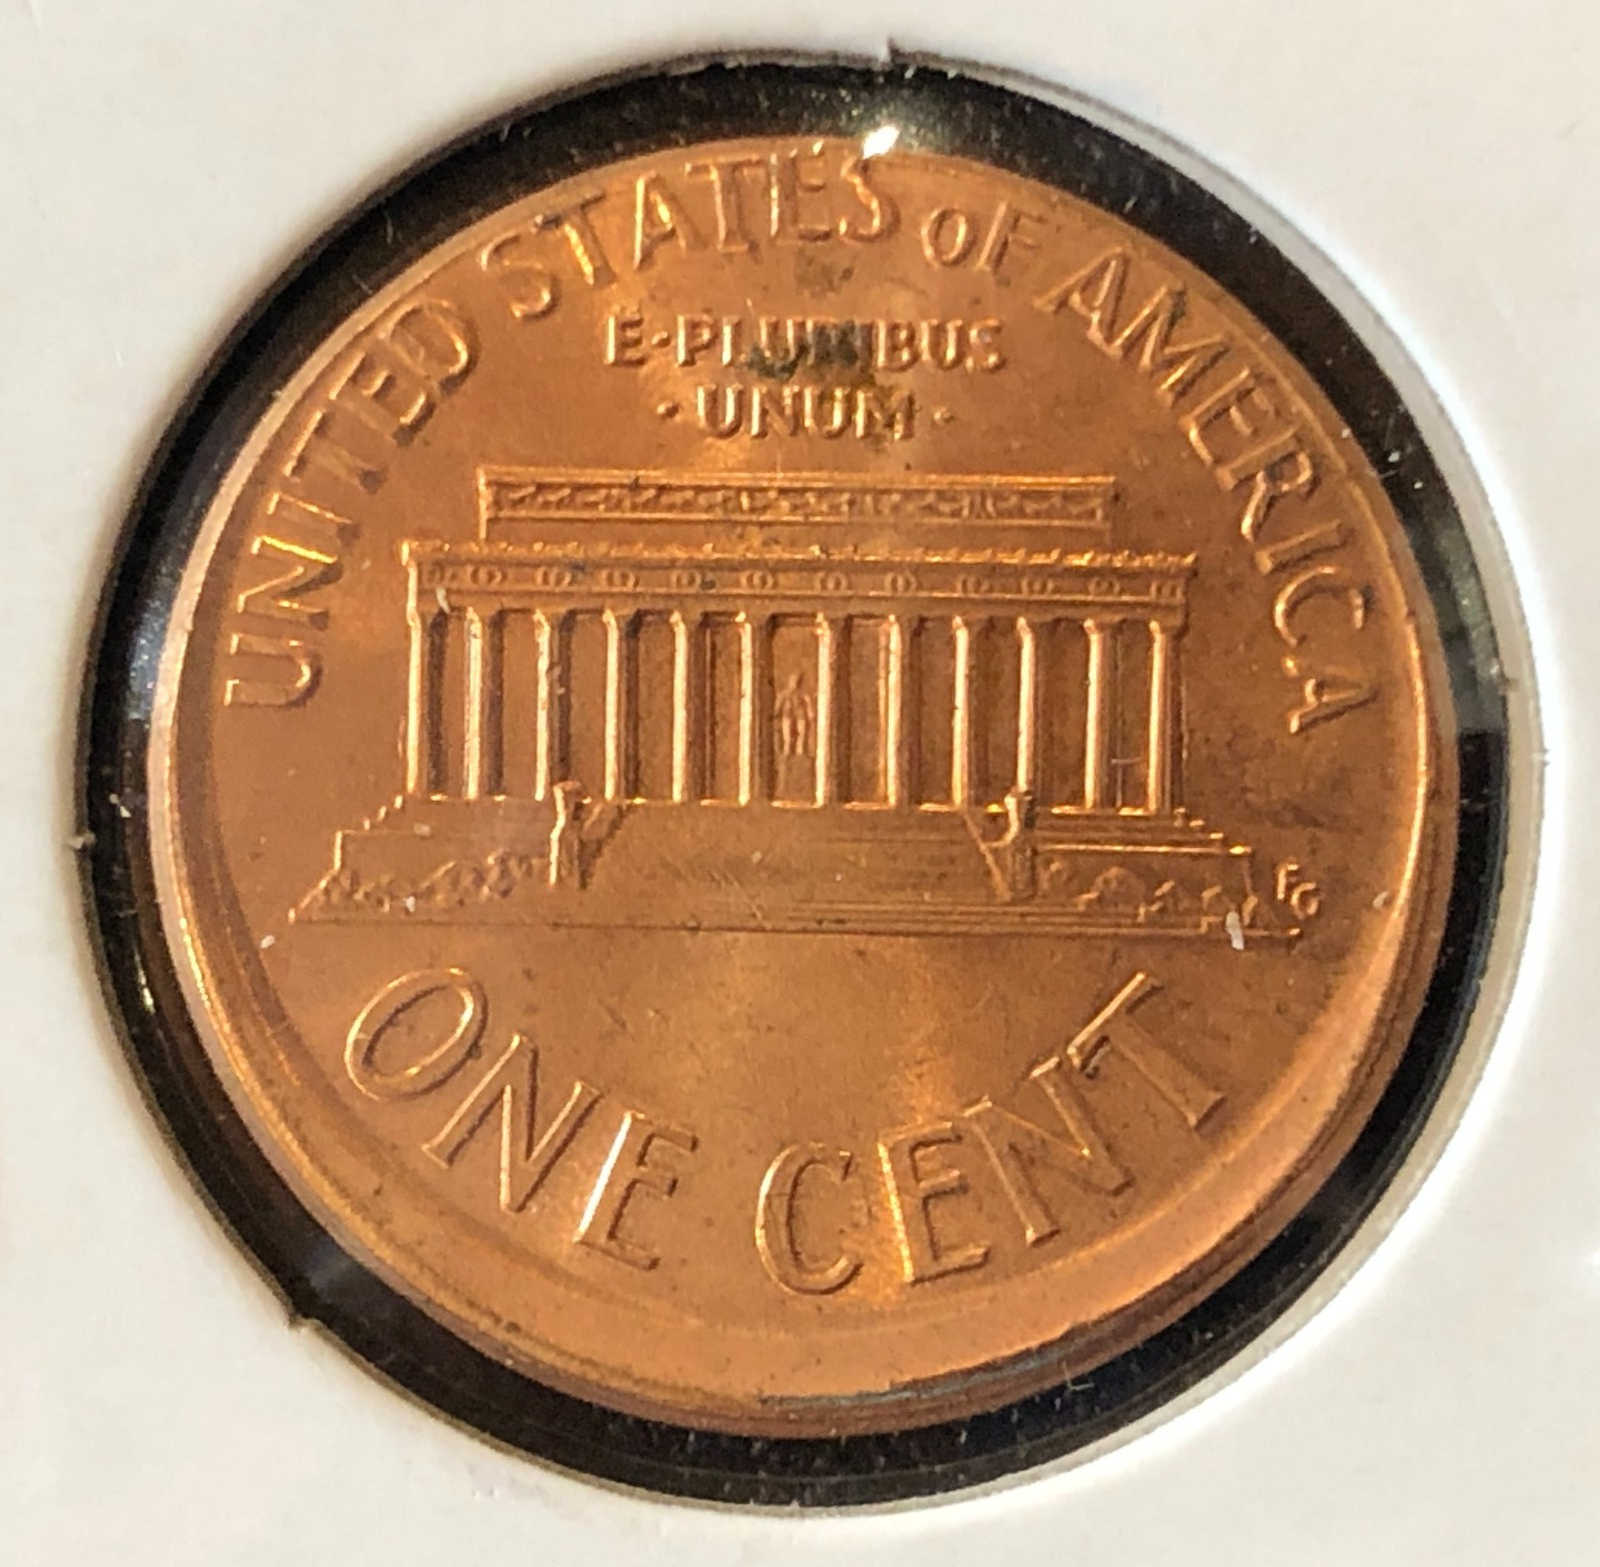 UNITED STATES OF AMERICA
E·PLURIBUS
·UNUM·
FG
ONE CENT